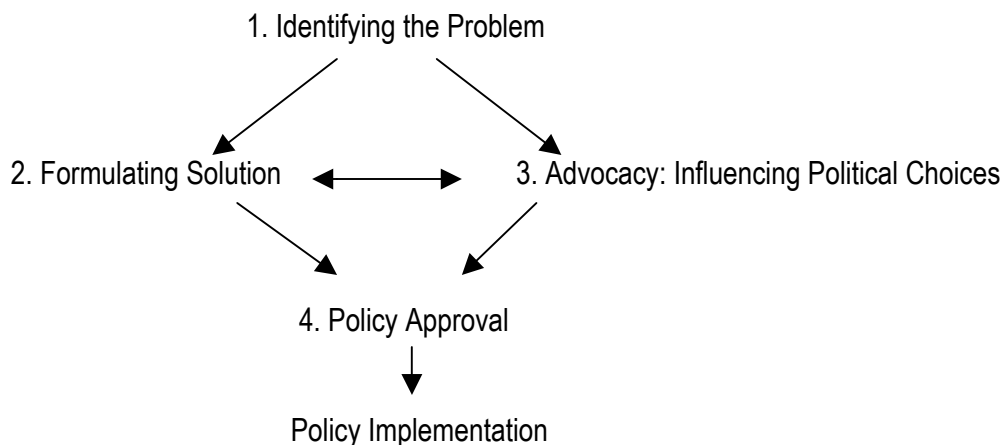 1. Identifying the Problem
2. Formulating Solution
3. Advocacy: Influencing Political Choices
4. Policy Approval
Policy Implementation